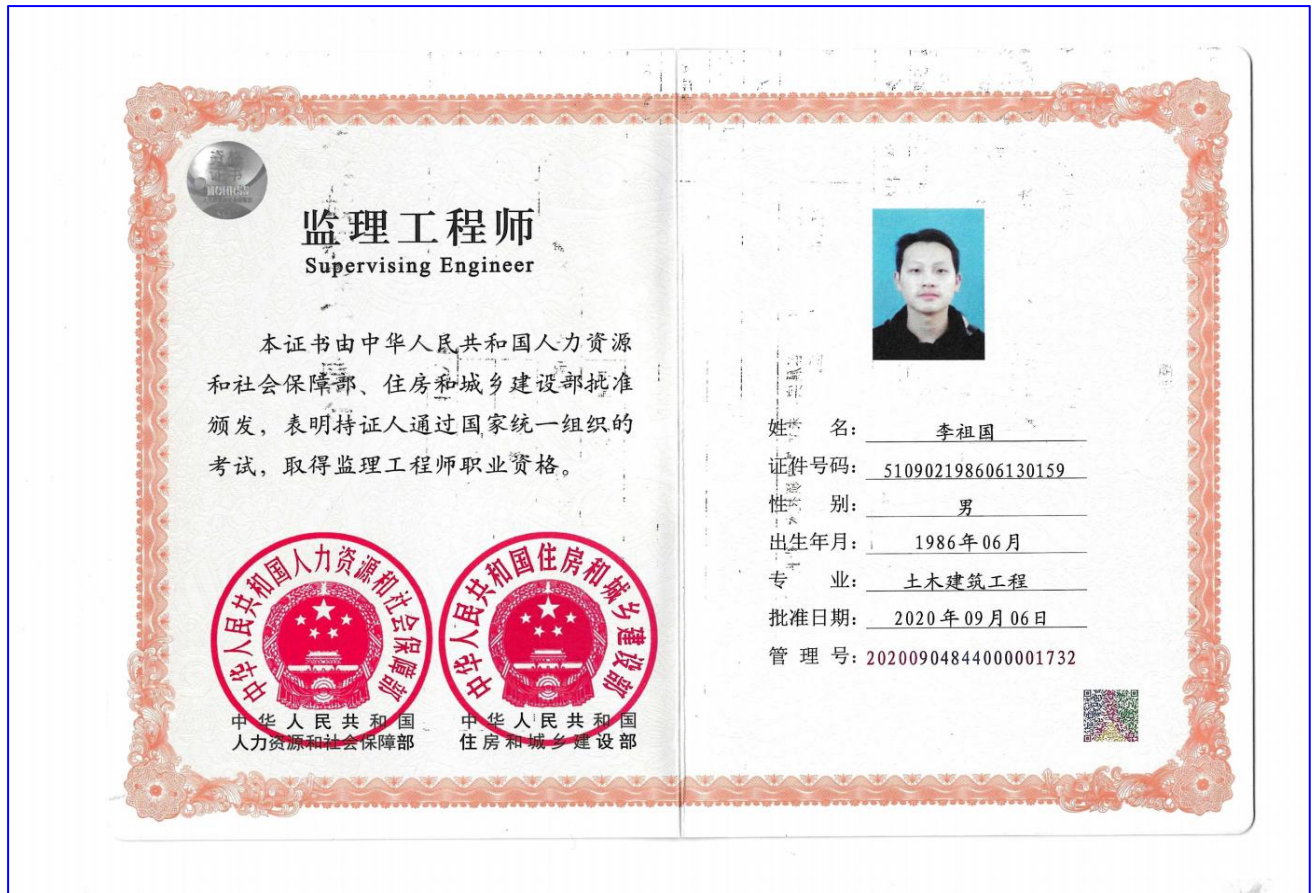 监理工程师
Supervising Engineer
本证书由中华人民共和国人力资源
和社会保障部、住房和城乡建设部批准
颁发，表明持证人通过国家统一组织的
考试，取得监理工程师职业资格。
中华人民共和国人力资源和社会保障部
中华人民共和国住房和城乡建设部
中华人民共和国
人力资源和社会保障部
中华人民共和国
住房和城乡建设部
姓 名： 李祖国
证件号码： 510902198606130159
性 别： 男
出生年月： 1986年06月
专 业： 土木建筑工程
批准日期： 2020年09月06日
管 理 号： 20200904844000001732